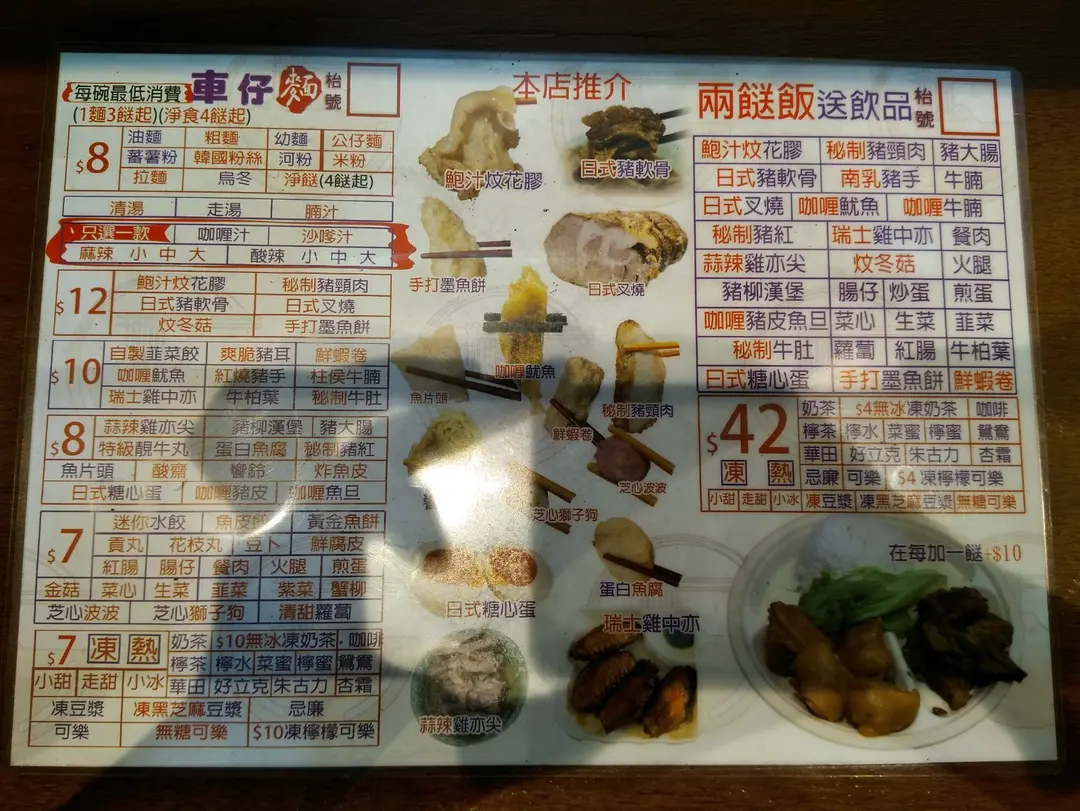 每碗最低消費 車仔麵 枱號
(1麵3餸起)(淨食4餸起)
$8
油麵 粗麵 幼麵 公仔麵
蕃薯粉 韓國粉絲 河粉 米粉
拉麵 烏冬 淨餸(4餸起)
清湯 走湯 腩汁
只選一款 咖喱汁 沙嗲汁
麻辣 小 中 大 酸辣 小 中 大
$12
鮑汁炆花膠 秘制豬頸肉
日式豬軟骨 日式叉燒
炆冬菇 手打墨魚餅
$10
自製韮菜餃 爽脆豬耳 鮮蝦卷
咖喱魷魚 紅燒豬手 柱侯牛腩
瑞士雞中亦 牛柏葉 秘制牛肚
$8
蒜辣雞亦尖 豬柳漢堡 豬大腸
特級靚牛丸 蛋白魚腐 秘制豬紅
魚片頭 酸齋 響鈴 炸魚皮
日式糖心蛋 咖喱豬皮 咖喱魚旦
$7
迷你水餃 魚皮餃 黃金魚餅
貢丸 花枝丸 豆卜 鮮腐皮
紅腸 腸仔 餐肉 火腿 煎蛋
金菇 菜心 生菜 韮菜 紫菜 蟹柳
芝心波波 芝心獅子狗 清甜蘿蔔
$7 凍 熱
奶茶 $10無冰凍奶茶 咖啡
檸茶 檸水 菜蜜 檸蜜 鴛鴦
小甜 走甜 小冰 華田 好立克 朱古力 杏霜
凍豆漿 凍黑芝麻豆漿 忌廉
可樂 無糖可樂 $10凍檸檬可樂
本店推介
鮑汁炆花膠
日式豬軟骨
手打墨魚餅
日式叉燒
魚片頭
咖喱魷魚
秘制豬頸肉
鮮蝦卷
芝心波波
芝心獅子狗
日式糖心蛋
蛋白魚腐
瑞士雞中亦
蒜辣雞亦尖
兩餸飯送飲品 枱號
鮑汁炆花膠 秘制豬頸肉 豬大腸
日式豬軟骨 南乳豬手 牛腩
日式叉燒 咖喱魷魚 咖喱牛腩
秘制豬紅 瑞士雞中亦 餐肉
蒜辣雞亦尖 炆冬菇 火腿
豬柳漢堡 腸仔 炒蛋 煎蛋
咖喱豬皮魚旦 菜心 生菜 韮菜
秘制牛肚 蘿蔔 紅腸 牛柏葉
日式糖心蛋 手打墨魚餅 鮮蝦卷
$42
凍 熱
奶茶 $4無冰凍奶茶 咖啡
檸茶 檸水 菜蜜 檸蜜 鴛鴦
華田 好立克 朱古力 杏霜
忌廉 可樂 $4凍檸檬可樂
小甜 走甜 小冰 凍豆漿 凍黑芝麻豆漿 無糖可樂
在每加一餸+$10